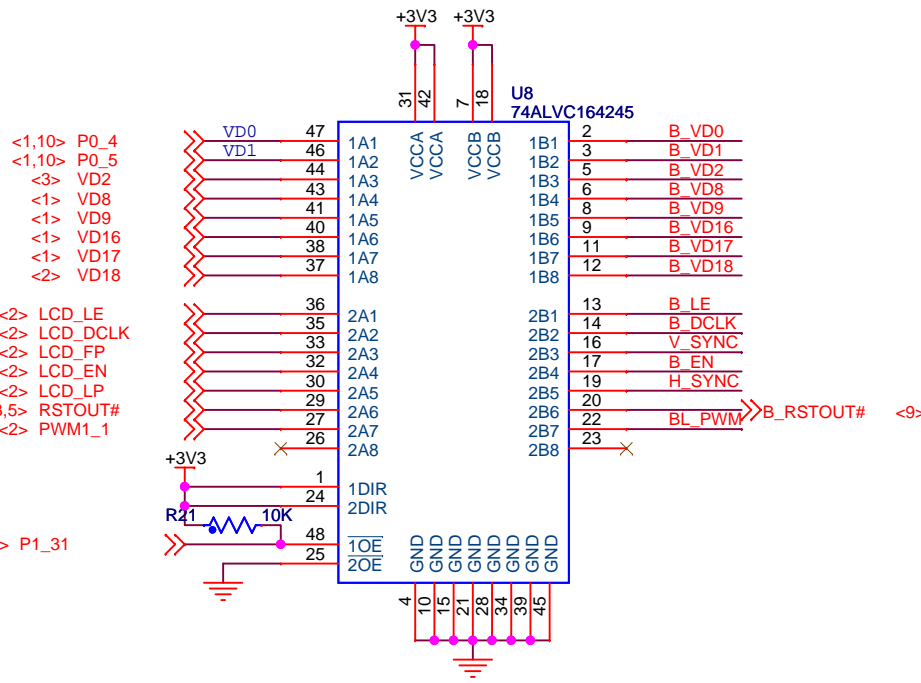 +3V3 +3V3
31 42 7 18
U8
74ALVC164245
VCCA VCCA VCCB VCCB
<1,10> P0_4 VD0 47 1A1 1B1 2 B_VD0
<1,10> P0_5 VD1 46 1A2 1B2 3 B_VD1
<3> VD2 44 1A3 1B3 5 B_VD2
<1> VD8 43 1A4 1B4 6 B_VD8
<1> VD9 41 1A5 1B5 8 B_VD9
<1> VD16 40 1A6 1B6 9 B_VD16
<1> VD17 38 1A7 1B7 11 B_VD17
<2> VD18 37 1A8 1B8 12 B_VD18
<2> LCD_LE 36 2A1 2B1 13 B_LE
<2> LCD_DCLK 35 2A2 2B2 14 B_DCLK
<2> LCD_FP 33 2A3 2B3 16 V_SYNC
<2> LCD_EN 32 2A4 2B4 17 B_EN
<2> LCD_LP 30 2A5 2B5 19 H_SYNC
,5> RSTOUT# 29 2A6 2B6 20 B_RSTOUT# <9>
<2> PWM1_1 27 2A7 2B7 22 BL_PWM
26 2A8 2B8 23
+3V3
1 1DIR
24 2DIR
R21 10K
> P1_31 48 1OE
25 2OE
GND GND GND GND GND GND GND GND
4 10 15 21 28 34 39 45